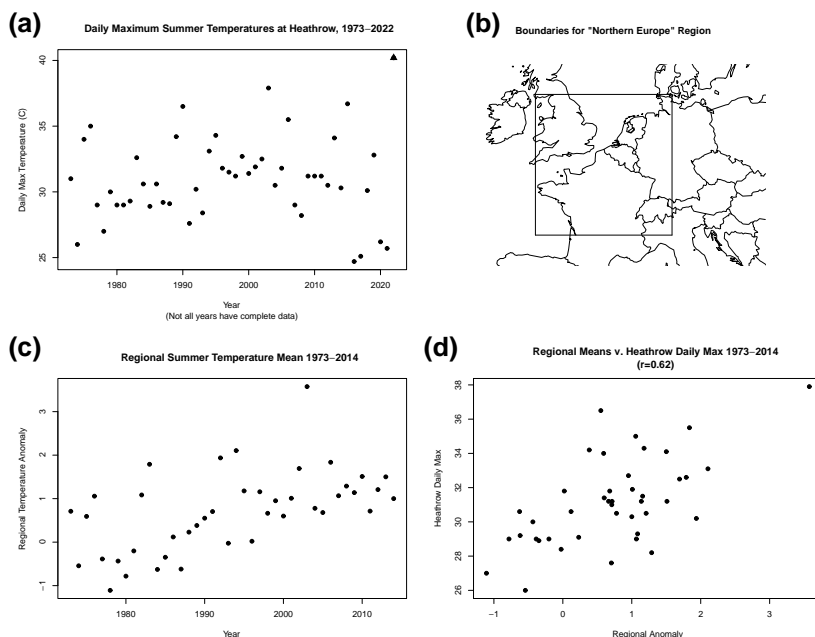 (a)
Daily Maximum Summer Temperatures at Heathrow, 1973–2022
Daily Max Temperature (C)
40
35
30
25
1980
1990
2000
2010
2020
Year
(Not all years have complete data)
(b)
Boundaries for "Northern Europe" Region
(c)
Regional Summer Temperature Mean 1973–2014
Regional Temperature Anomaly
3
2
1
0
−1
1980
1990
2000
2010
Year
(d)
Regional Means v. Heathrow Daily Max 1973–2014
(r=0.62)
Heathrow Daily Max
38
36
34
32
30
28
26
−1
0
1
2
3
Regional Anomaly